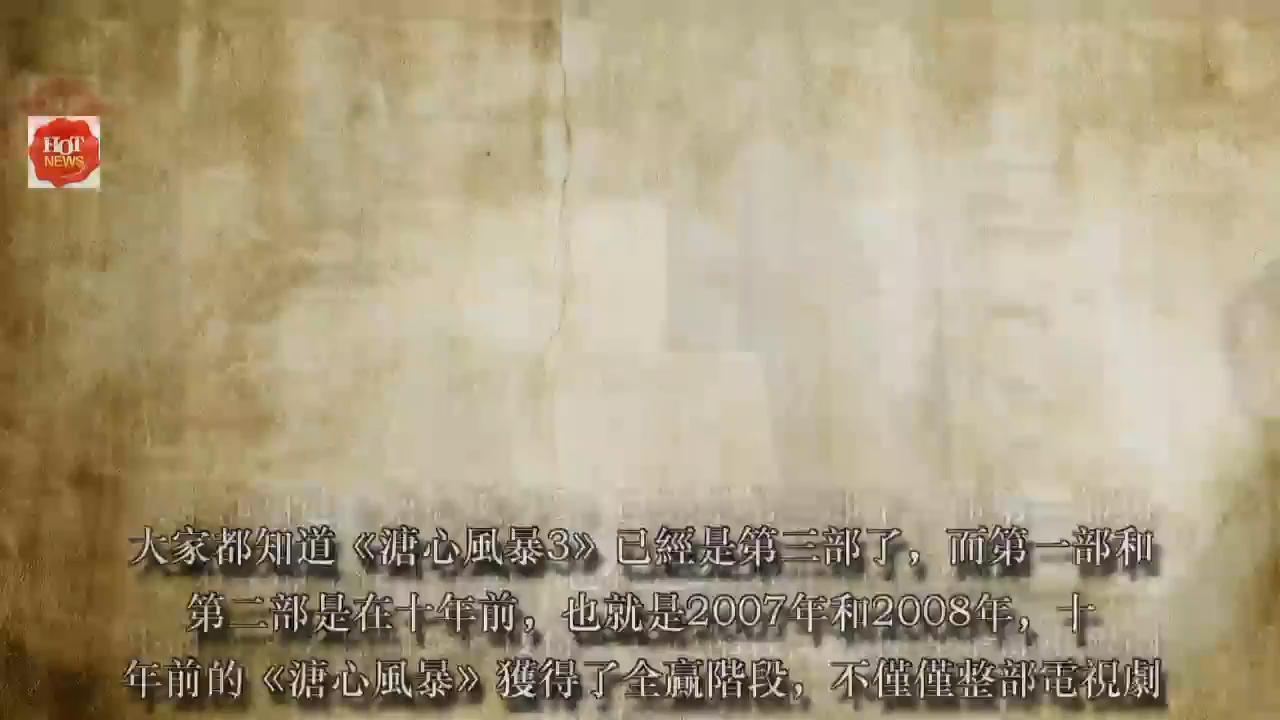 HOT
NEWS
大家都知道《溏心風暴3》已經是第三部了，而第一部和
第二部是在十年前，也就是2007年和2008年，十
年前的《溏心風暴》獲得了全贏階段，不僅僅整部電視劇